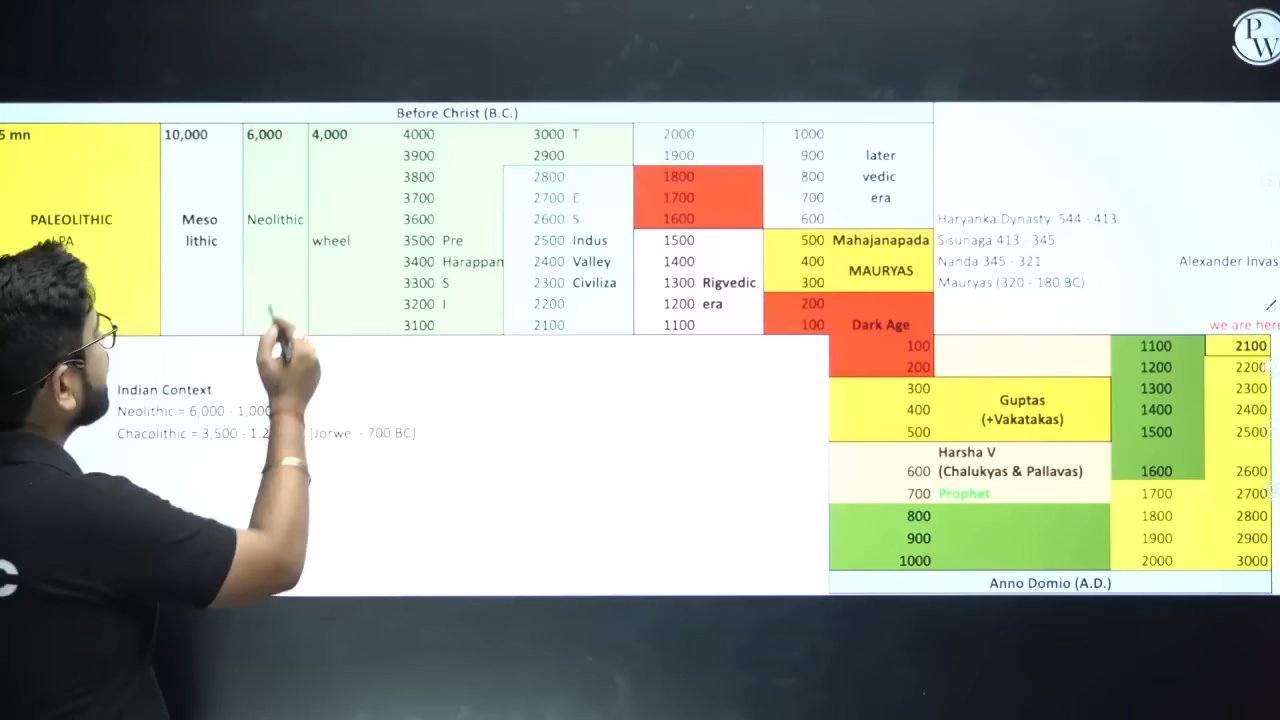 PW
Before Christ (B.C.)
5 mn 10,000 6,000 4,000 4000 3000 T 2000 1000
3900 2900 1900 900 later
3800 2800 1800 800 vedic
3700 2700 E 1700 700 era
PALEOLITHIC Meso Neolithic 3600 2600 S 1600 600 Haryanka Dynasty 544 - 413
LPA lithic wheel 3500 Pre 2500 Indus 1500 500 Mahajanapada Sisunaga 413 - 345
3400 Harappan 2400 Valley 1400 400 MAURYAS Nanda 345 - 321 Alexander Invas
3300 S 2300 Civiliza 1300 Rigvedic 300 Mauryas (320 - 180 BC)
3200 I 2200 1200 era 200
3100 2100 1100 100 Dark Age we are here
100 1100 2100
200 1200 2200
Indian Context 300 Guptas 1300 2300
Neolithic = 6,000 - 1,000 400 (+Vakatakas) 1400 2400
Chacolithic = 3,500 - 1,2 [Jorwe - 700 BC] 500 1500 2500
Harsha V
600 (Chalukyas & Pallavas) 1600 2600
700 Prophet 1700 2700
800 1800 2800
900 1900 2900
1000 2000 3000
Anno Domio (A.D.)
C